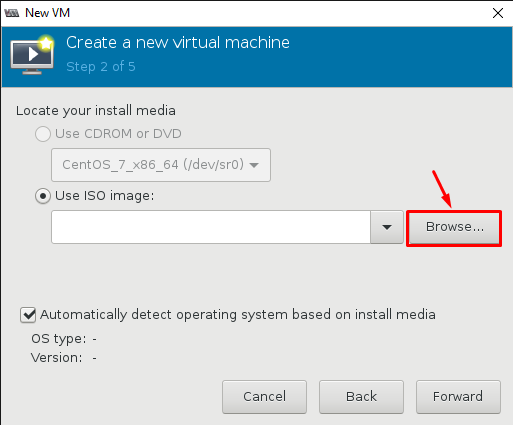 New VM
Create a new virtual machine
Step 2 of 5
Locate your install media
Use CDROM or DVD
CentOS_7_x86_64 (/dev/sr0)
Use ISO image:
Browse...
Automatically detect operating system based on install media
OS type: -
Version: -
Cancel Back Forward